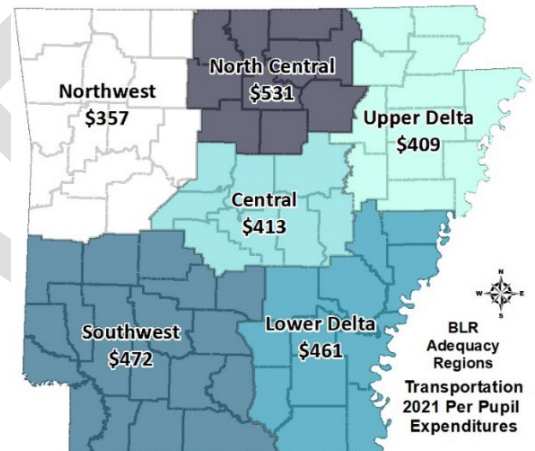 North Central
$531
Northwest
$357
Upper Delta
$409
Central
$413
Southwest
$472
Lower Delta
$461
N
W
E
S
BLR
Adequacy
Regions
Transportation
2021 Per Pupil
Expenditures